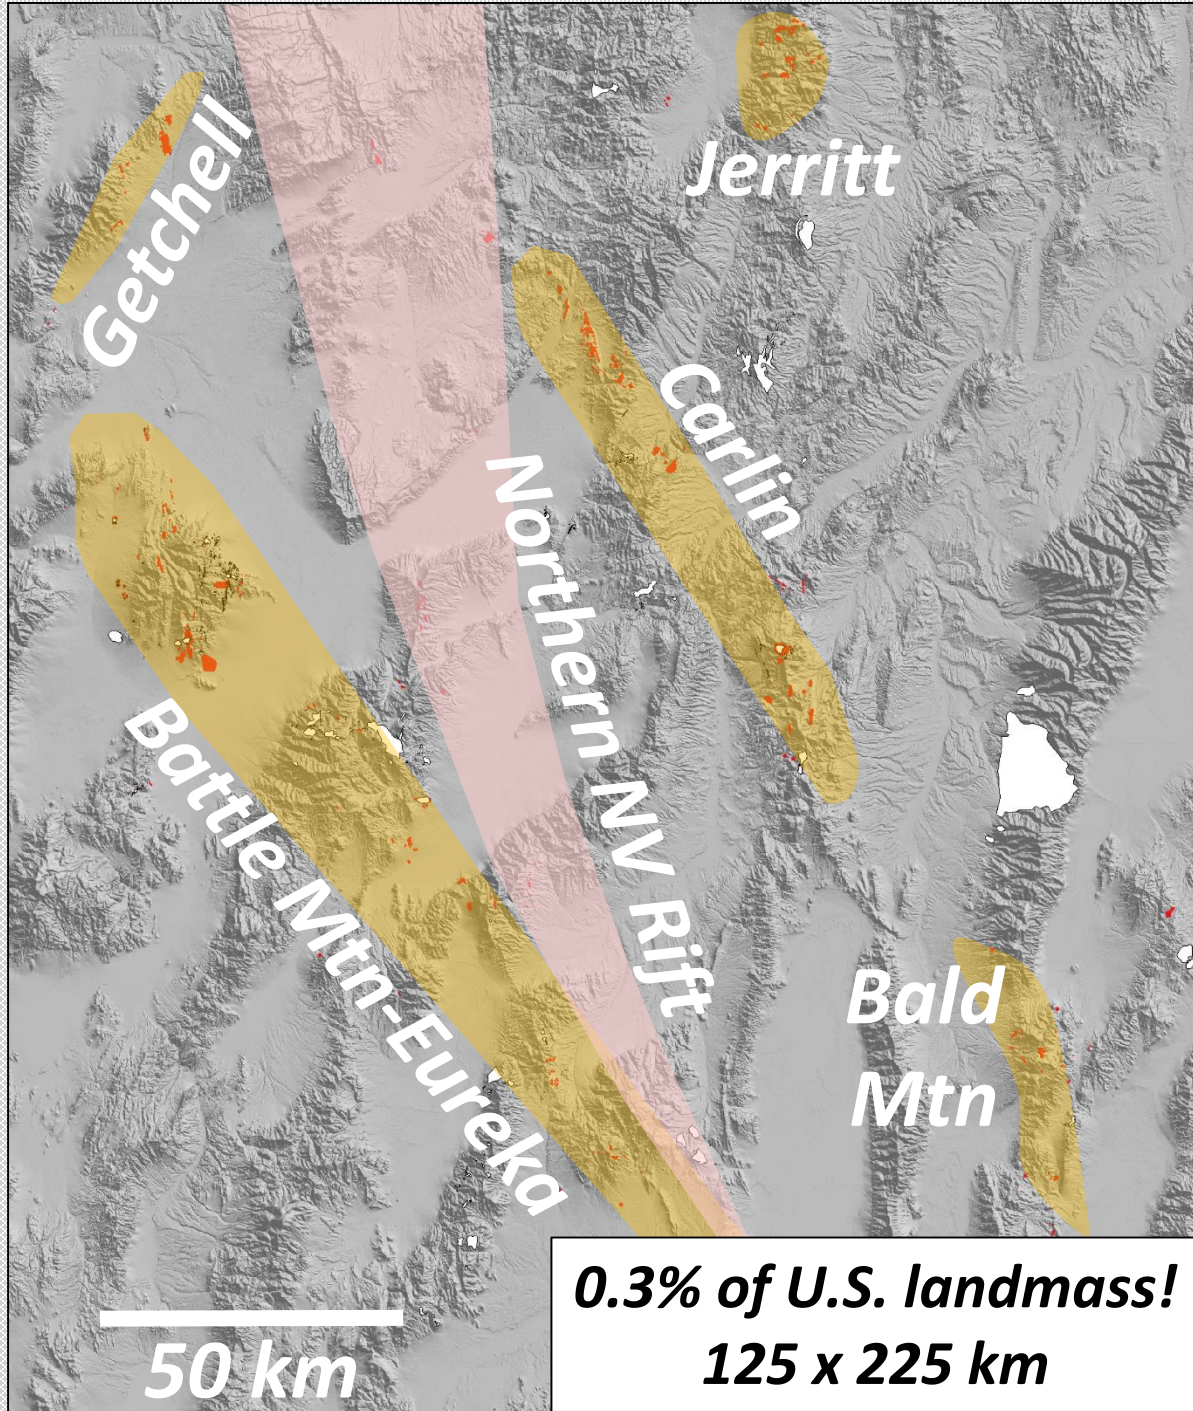 Getchell
Jerritt
Carlin
Northern NV Rift
Battle Mtn-Eureka
Bald
Mtn
50 km
0.3% of U.S. landmass!
125 x 225 km